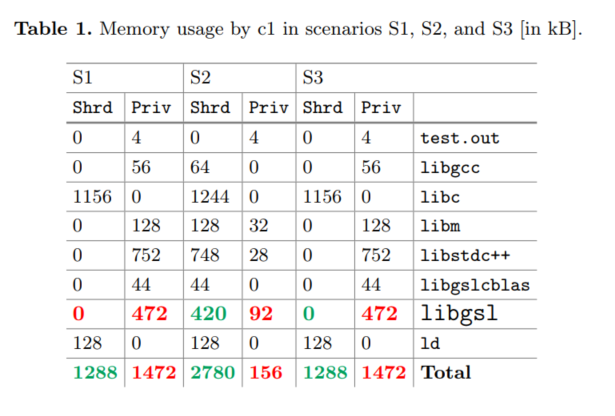 Table 1. Memory usage by c1 in scenarios S1, S2, and S3 [in kB].
S1 S2 S3
Shrd Priv Shrd Priv Shrd Priv
0 4 0 4 0 4 test.out
0 56 64 0 0 56 libgcc
1156 0 1244 0 1156 0 libc
0 128 128 32 0 128 libm
0 752 748 28 0 752 libstdc++
0 44 44 0 0 44 libgslcblas
0 472 420 92 0 472 libgsl
128 0 128 0 128 0 ld
1288 1472 2780 156 1288 1472 Total